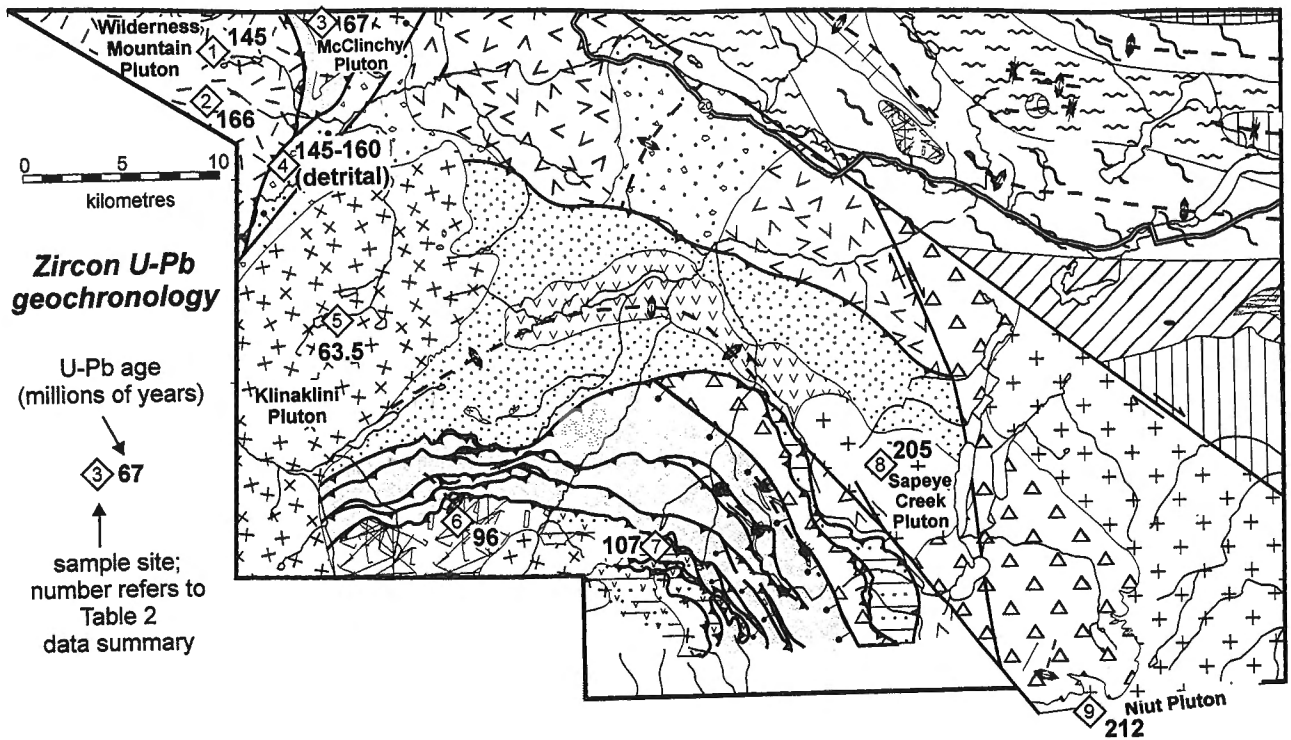 Wilderness
Mountain
Pluton
145
1
3
167
McClinchy
Pluton
2
166
4
145-160
(detrital)
0 5 10
kilometres
20
Zircon U-Pb
geochronology
5
63.5
U-Pb age
(millions of years)
Klinaklini
Pluton
3 67
sample site;
number refers to
Table 2
data summary
6
96
107
7
8
205
Sapeye
Creek
Pluton
9
212
Niut Pluton